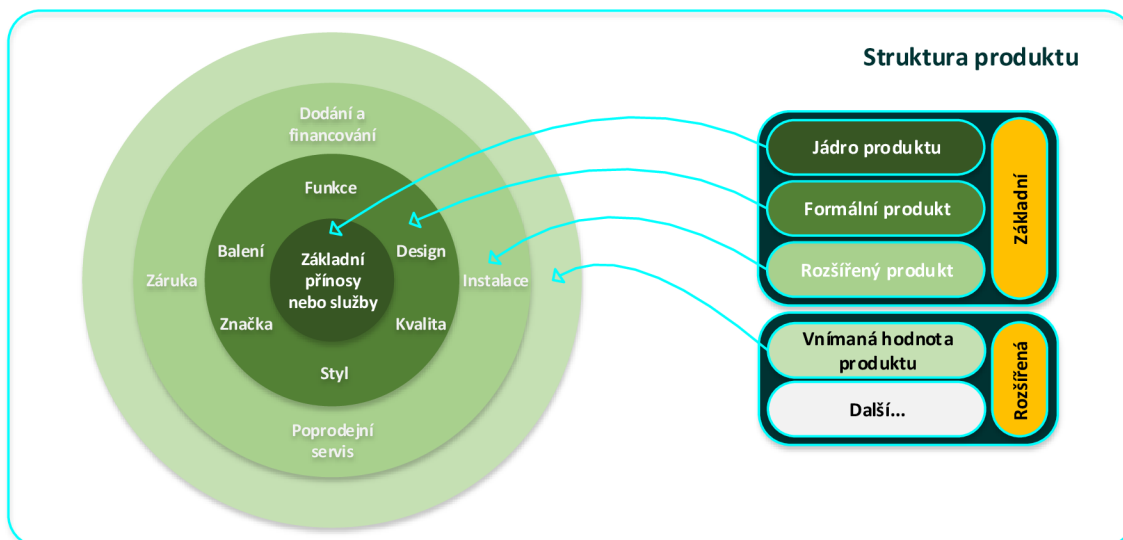 Struktura produktu
Dodání a
financování
Funkce
Balení
Design
Základní
přínosy
nebo služby
Záruka
Instalace
Značka
Kvalita
Styl
Poprodejní
servis
Jádro produktu
Formální produkt
Rozšířený produkt
Základní
Vnímaná hodnota
produktu
Další...
Rozšířená